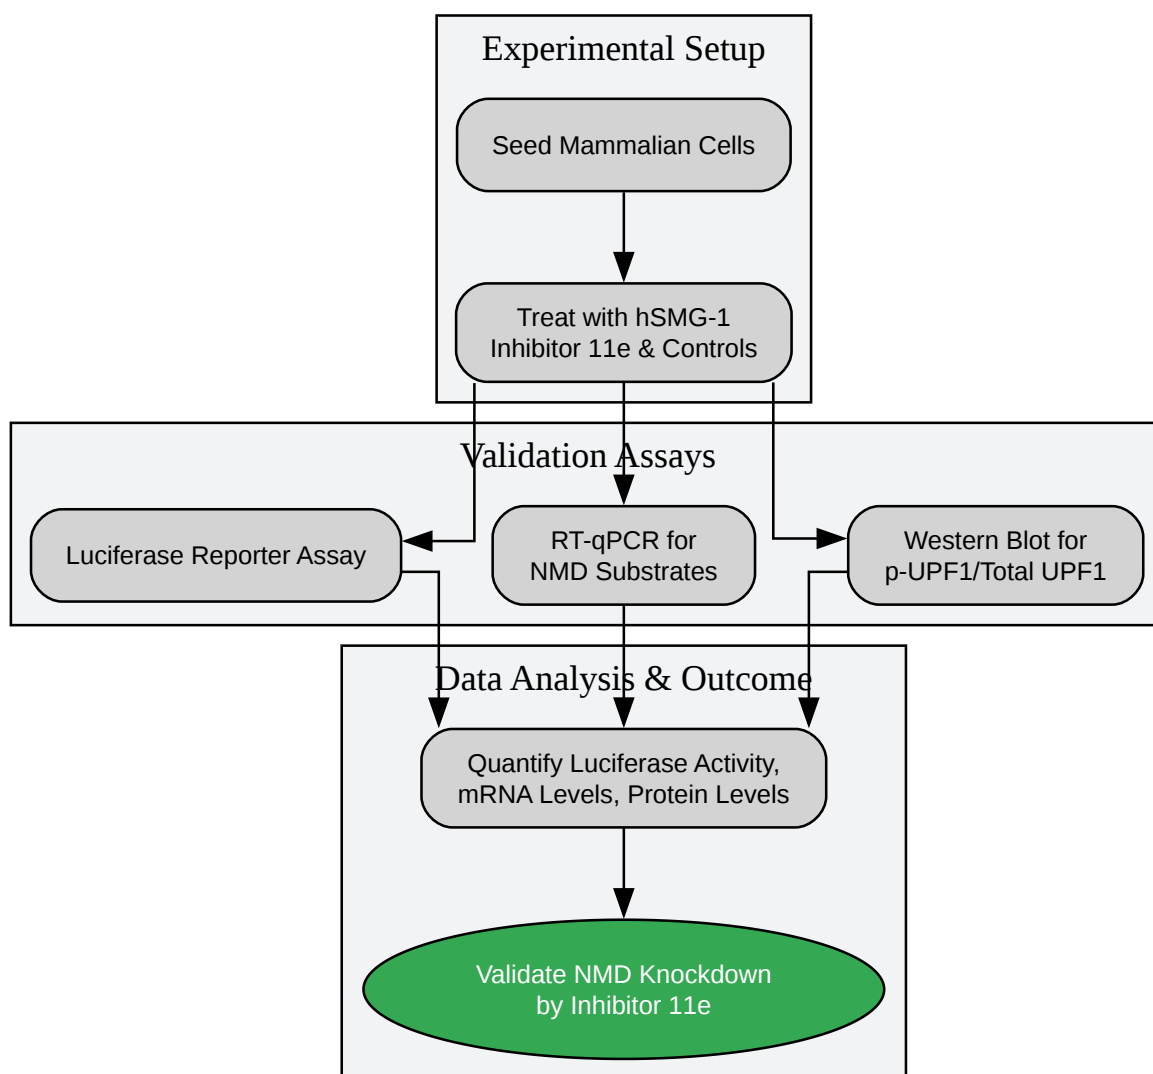 Experimental Setup
Seed Mammalian Cells
Treat with hSMG-1
Inhibitor 11e & Controls
Validation Assays
Luciferase Reporter Assay
RT-qPCR for
NMD Substrates
Western Blot for
p-UPF1/Total UPF1
Data Analysis & Outcome
Quantify Luciferase Activity,
mRNA Levels, Protein Levels
Validate NMD Knockdown
by Inhibitor 11e